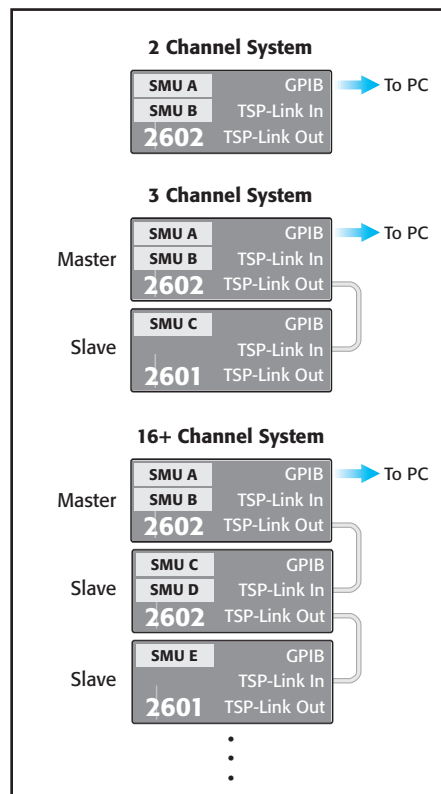 2 Channel System
SMU A GPIB To PC
SMU B TSP-Link In
2602 TSP-Link Out
3 Channel System
SMU A GPIB To PC
Master SMU B TSP-Link In
2602 TSP-Link Out
SMU C GPIB
Slave TSP-Link In
2601 TSP-Link Out
16+ Channel System
SMU A GPIB To PC
Master SMU B TSP-Link In
2602 TSP-Link Out
SMU C GPIB
Slave SMU D TSP-Link In
2602 TSP-Link Out
SMU E GPIB
Slave TSP-Link In
2601 TSP-Link Out